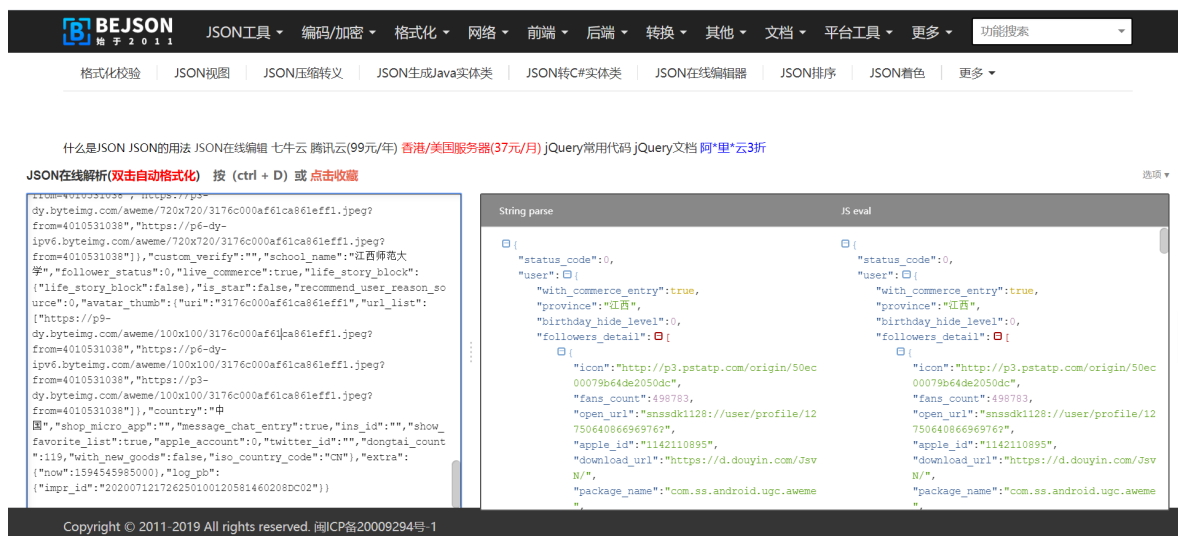 BEJSON
始于2011
JSON工具 编码/加密 格式化 网络 前端 后端 转换 其他 文档 平台工具 更多 功能搜索
格式化校验 JSON视图 JSON压缩转义 JSON生成Java实体类 JSON转C#实体类 JSON在线编辑器 JSON排序 JSON着色 更多
什么是JSON JSON的用法 JSON在线编辑 七牛云 腾讯云(99元/年) 香港/美国服务器(37元/月) jQuery常用代码 jQuery文档 阿*里*云3折
JSON在线解析(双击自动格式化) 按（ctrl + D）或 点击收藏 选项
from=4010531038","https://p3-
dy.byteimg.com/aweme/720x720/3176c000af61ca861eff1.jpeg?
from=4010531038","https://p6-dy-
ipv6.byteimg.com/aweme/720x720/3176c000af61ca861eff1.jpeg?
from=4010531038"]},"custom_verify":"","school_name":"江西师范大
学","follower_status":0,"live_commerce":true,"life_story_block":
{"life_story_block":false},"is_star":false,"recommend_user_reason_so
urce":0,"avatar_thumb":{"uri":"3176c000af61ca861eff1","url_list":
["https://p9-
dy.byteimg.com/aweme/100x100/3176c000af61ca861eff1.jpeg?
from=4010531038","https://p6-dy-
ipv6.byteimg.com/aweme/100x100/3176c000af61ca861eff1.jpeg?
from=4010531038","https://p3-
dy.byteimg.com/aweme/100x100/3176c000af61ca861eff1.jpeg?
from=4010531038"]},"country":"中
国","shop_micro_app":"","message_chat_entry":true,"ins_id":"","show_
favorite_list":true,"apple_account":0,"twitter_id":"","dongtai_count
":119,"with_new_goods":false,"iso_country_code":"CN"},"extra":
{"now":1594545985000},"log_pb":
{"impr_id":"202007121726250100120581460208DC02"}}
String parse
{
"status_code":0,
"user":{
"with_commerce_entry":true,
"province":"江西",
"birthday_hide_level":0,
"followers_detail":[
{
"icon":"http://p3.pstatp.com/origin/50ec
00079b64de2050dc",
"fans_count":498783,
"open_url":"snssdk1128://user/profile/12
75064086696976?",
"apple_id":"1142110895",
"download_url":"https://d.douyin.com/Jsv
N/",
"package_name":"com.ss.android.ugc.aweme
",
JS eval
{
"status_code":0,
"user":{
"with_commerce_entry":true,
"province":"江西",
"birthday_hide_level":0,
"followers_detail":[
{
"icon":"http://p3.pstatp.com/origin/50ec
00079b64de2050dc",
"fans_count":498783,
"open_url":"snssdk1128://user/profile/12
75064086696976?",
"apple_id":"1142110895",
"download_url":"https://d.douyin.com/Jsv
N/",
"package_name":"com.ss.android.ugc.aweme
",
Copyright © 2011-2019 All rights reserved. 闽ICP备20009294号-1